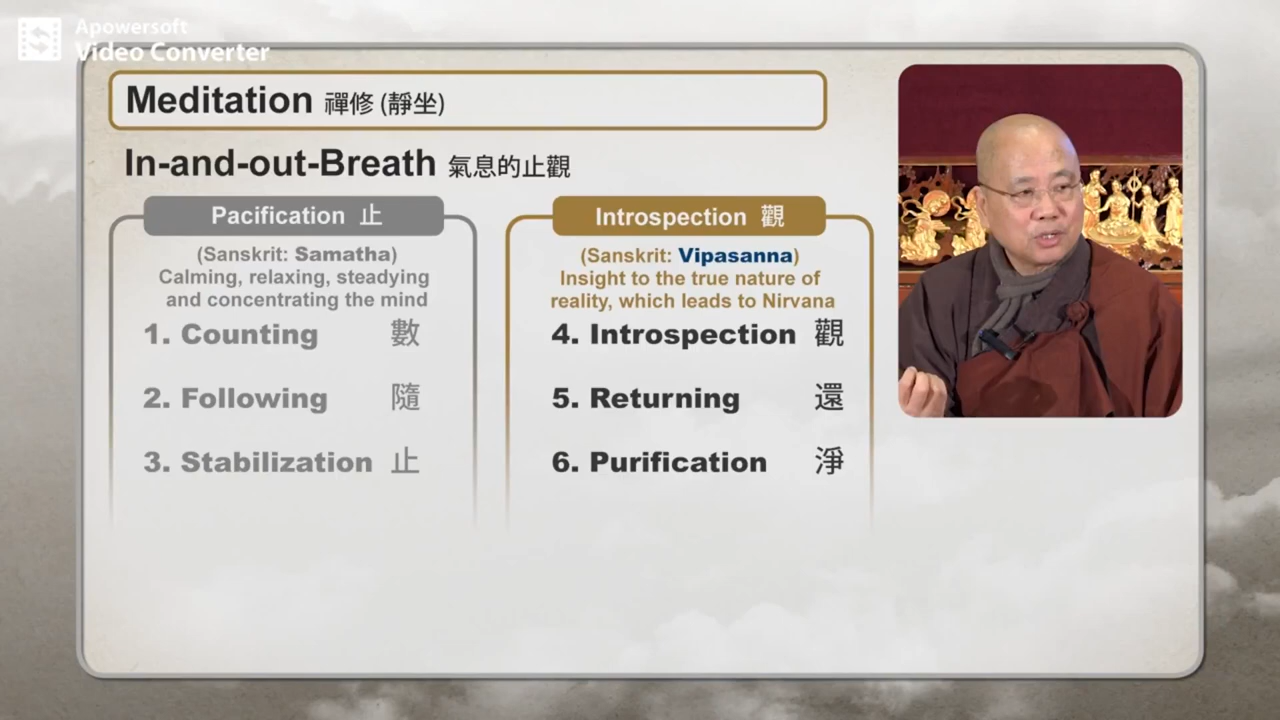 Apowersoft
Video Converter
Meditation 禪修 (靜坐)
In-and-out-Breath 氣息的止觀
Pacification 止
(Sanskrit: Samatha)
Calming, relaxing, steadying
and concentrating the mind
1. Counting 數
2. Following 隨
3. Stabilization 止
Introspection 觀
(Sanskrit: Vipasanna)
Insight to the true nature of
reality, which leads to Nirvana
4. Introspection 觀
5. Returning 還
6. Purification 淨